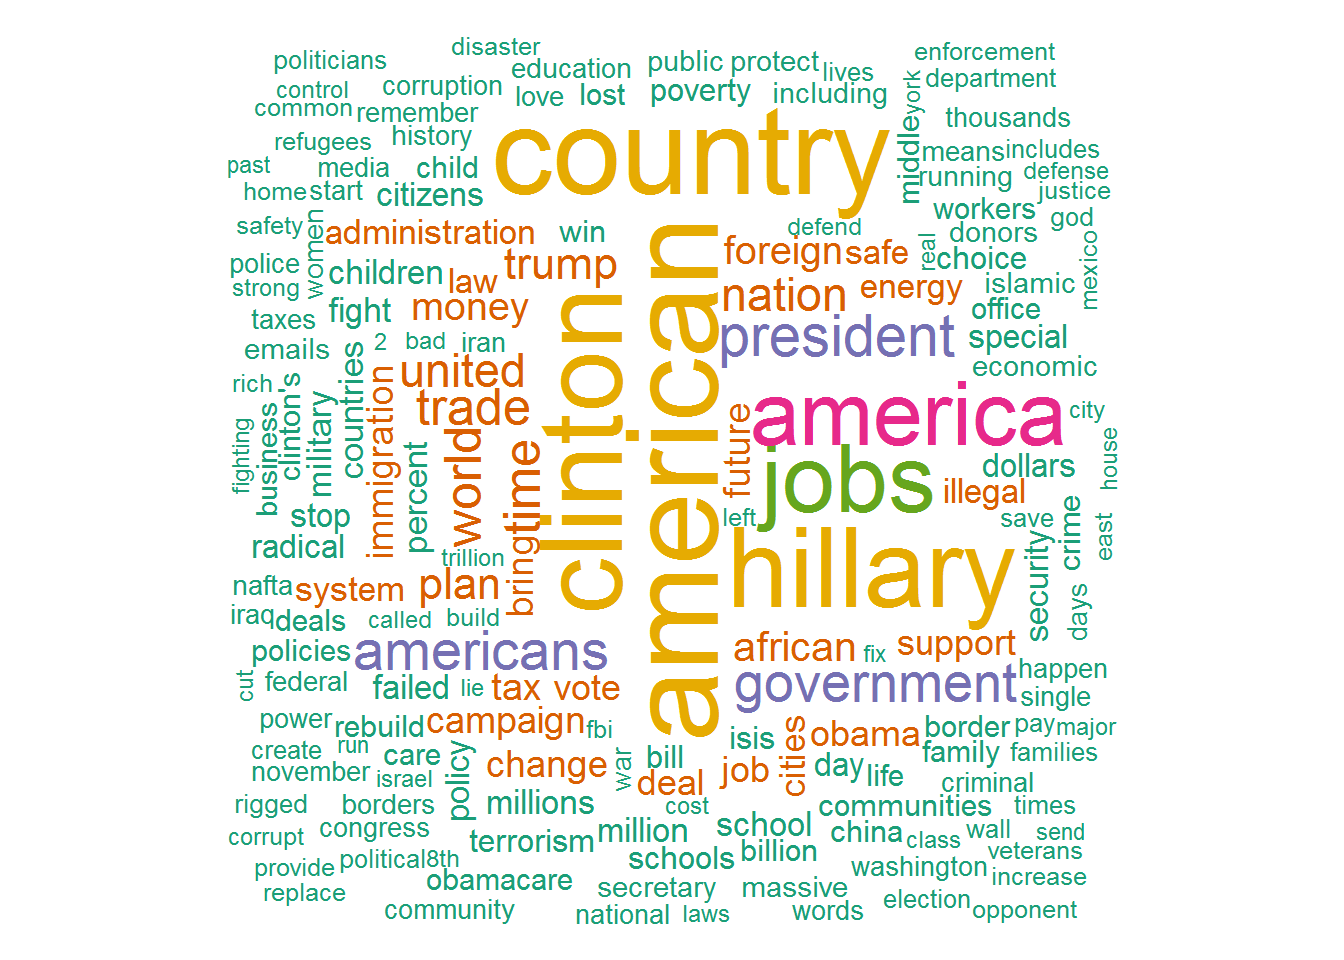 politicians disaster enforcement
control corruption education public protect lives department
common remember love lost poverty including
refugees history country middle york thousands
past media child means includes
home start citizens running defense justice
safety women administration win defend real workers god
police children law trump foreign safe choice donors mexico
strong fight money nation energy islamic
taxes president office special
emails 2 bad iran united economic
rich trade america city
fighting business clinton's military countries immigration percent world time clinton american future jobs dollars house
stop illegal
radical trillion left save
nafta system plan bring hillary security crime east
iraq deals called build days
policies americans african fix support
cut federal failed lie tax vote government happen single
power rebuild campaign fbi isis cities obama border pay major
create run care policy change war bill job day life family families
november israel deal criminal
rigged borders millions cost communities times
corrupt congress terrorism million school china class wall send
provide political 8th schools billion washington veterans
replace obamacare secretary massive increase
community national laws words election opponent